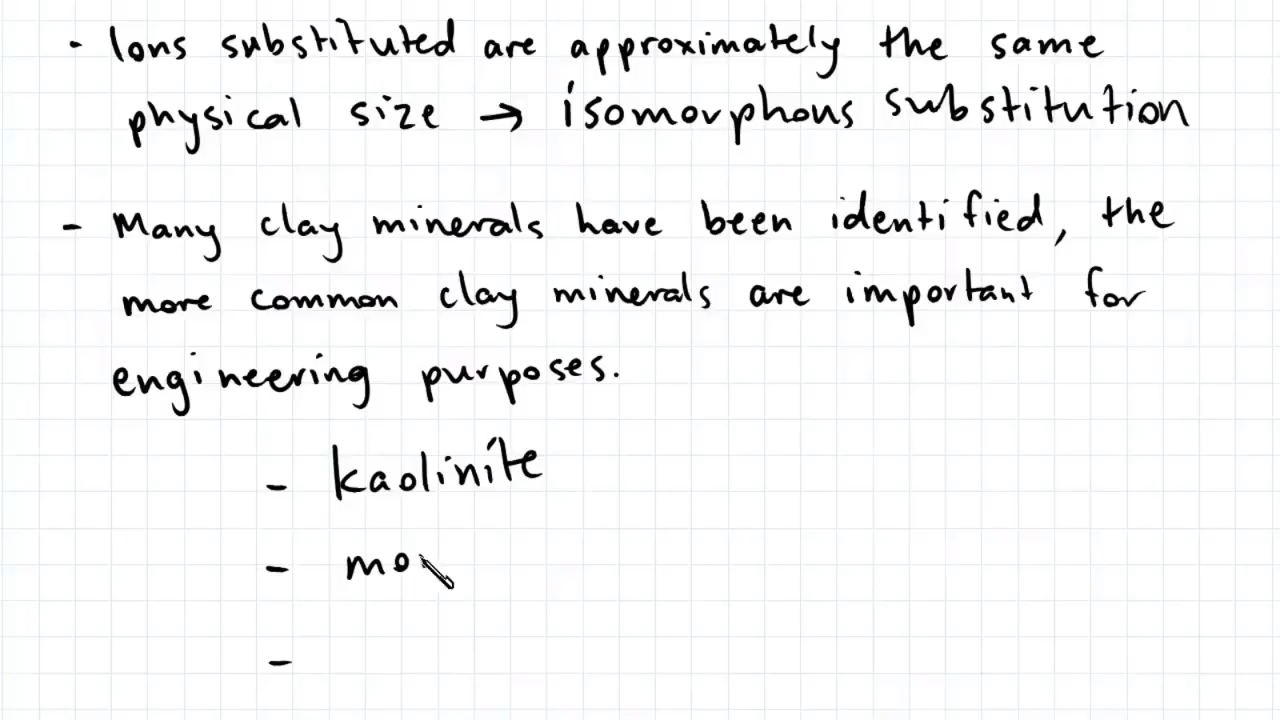 - Ions substituted are approximately the same
physical size → isomorphous substitution
- Many clay minerals have been identified, the
more common clay minerals are important for
engineering purposes.
- kaolinite
- mo
-